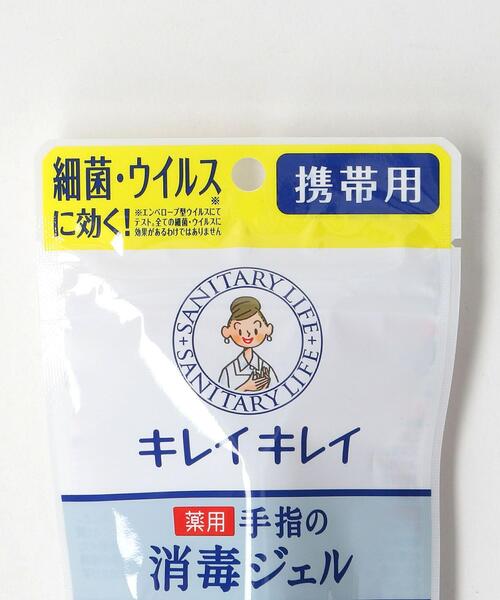 細菌・ウイルス※
に効く!
※エンベロープ型ウイルスにて
テスト。全ての細菌・ウイルスに
効果があるわけではありません
携帯用
SANITARY LIFE + SANITARY LIFE +
キレイキレイ
薬用 手指の
消毒ジェル